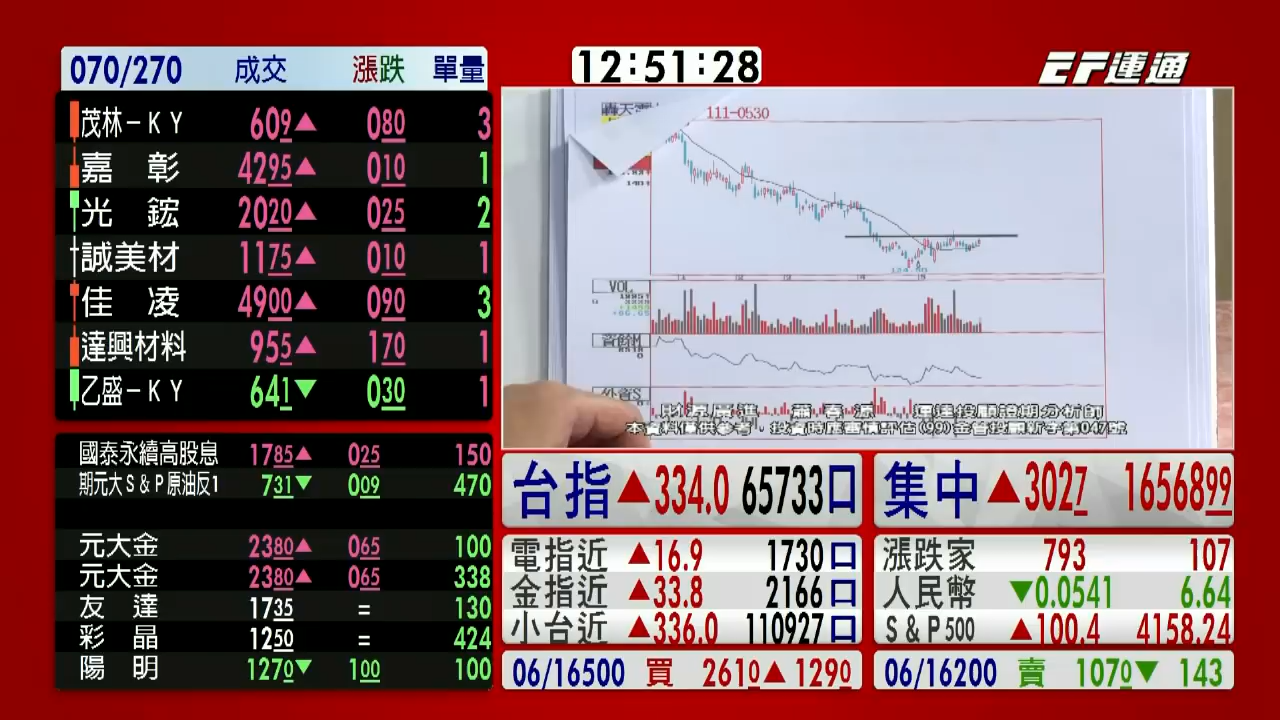 070/270 成交 漲跌 單量
茂林-KY 609▲ 080 3
嘉彰 4295▲ 010 1
光鋐 2020▲ 025 2
誠美材 1175▲ 010 1
佳凌 4900▲ 090 3
達興材料 955▲ 170 1
乙盛-KY 641▼ 030 1
國泰永續高股息 1785▲ 025 150
期元大S&P原油反1 731▼ 009 470
元大金 2380▲ 065 100
元大金 2380▲ 065 338
友達 1735 = 130
彩晶 1250 = 424
陽明 1270▼ 100 100
12:51:28
EF運通
111-0530
VOL
本資料僅供參考，投資時應審慎評估(99)金管投顧新字第047號
台指▲334.0 65733口
電指近 ▲16.9 1730口
金指近 ▲33.8 2166口
小台近 ▲336.0 110927口
06/16500 買 2610▲1290
集中▲3027 1656899
漲跌家 793 107
人民幣 ▼0.0541 6.64
S&P500 ▲100.4 4158.24
06/16200 賣 1070▼ 143